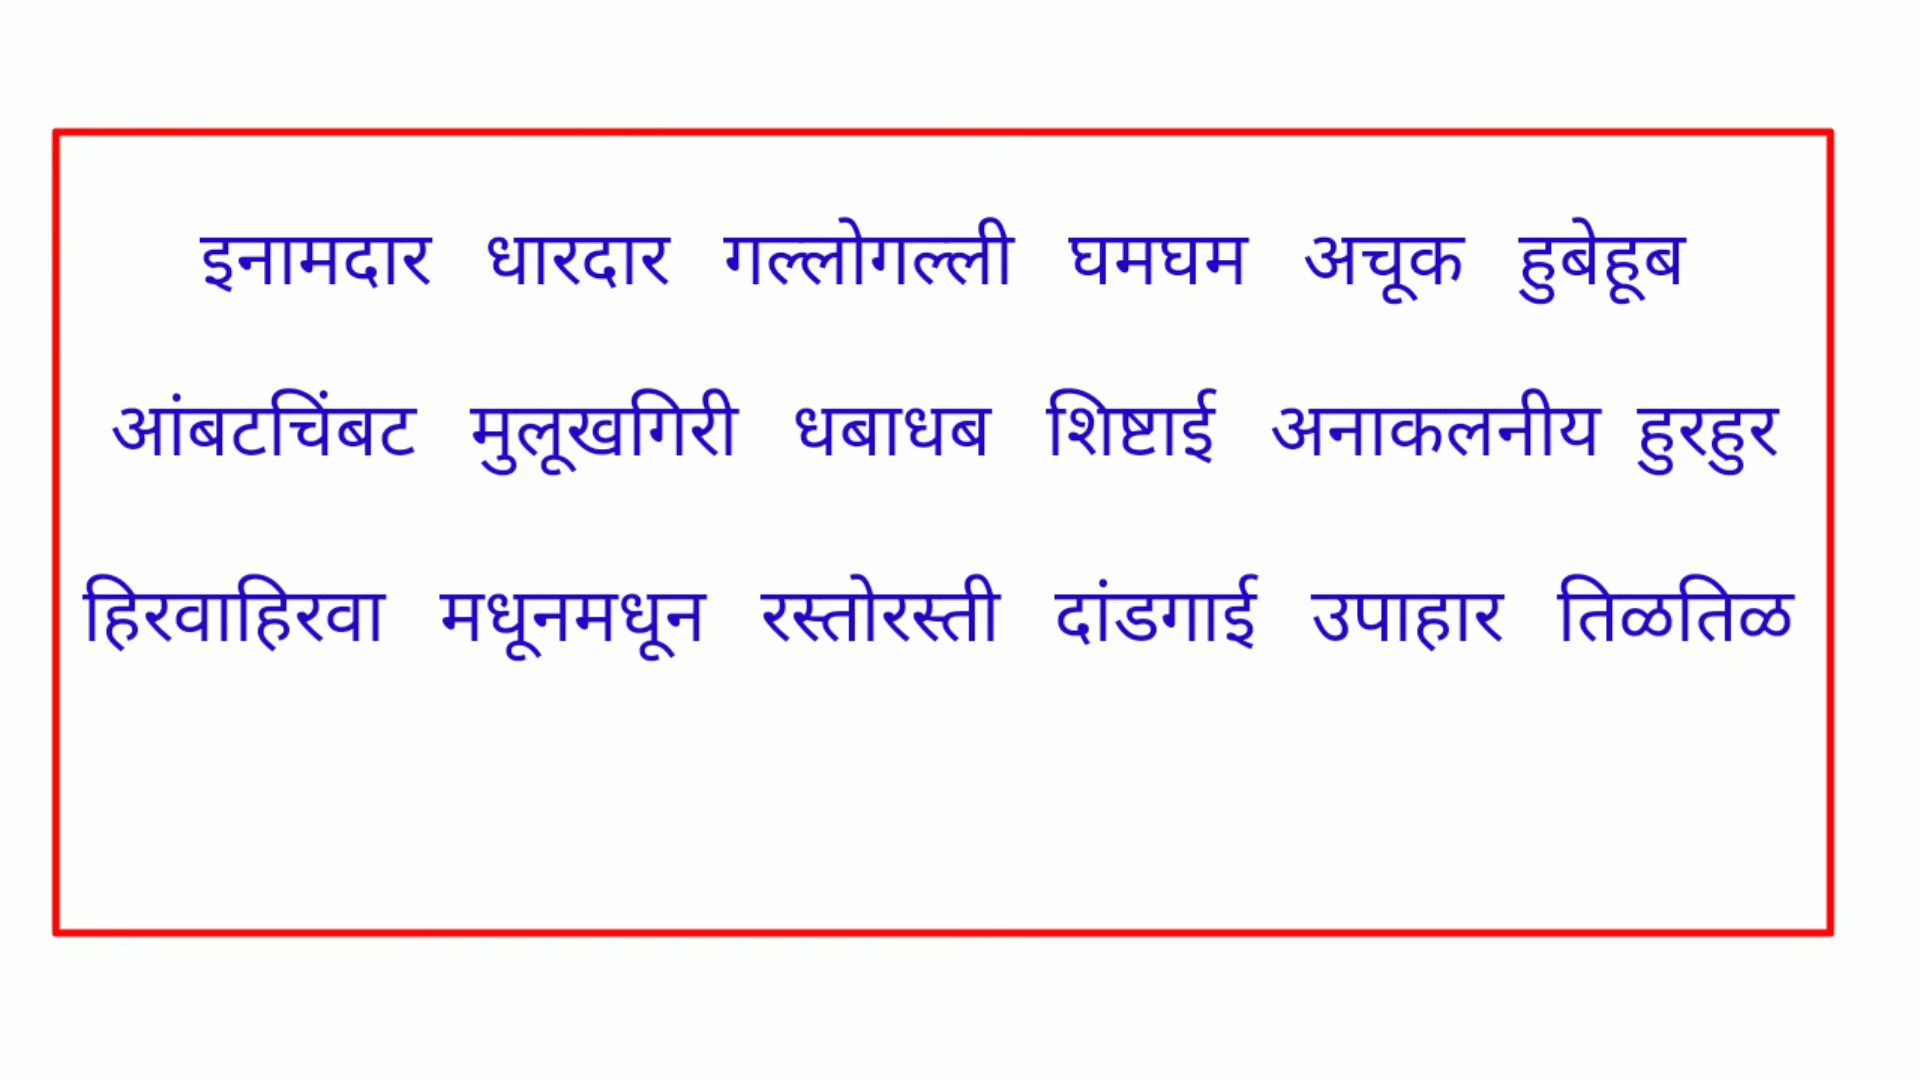 इनामदार धारदार गल्लोगल्ली घमघम अचूक हुबेहूब
आंबटचिंबट मुलूखगिरी धबाधब शिष्टाई अनाकलनीय हुरहुर
हिरवाहिरवा मधूनमधून रस्तोरस्ती दांडगाई उपाहार तिळतिळ